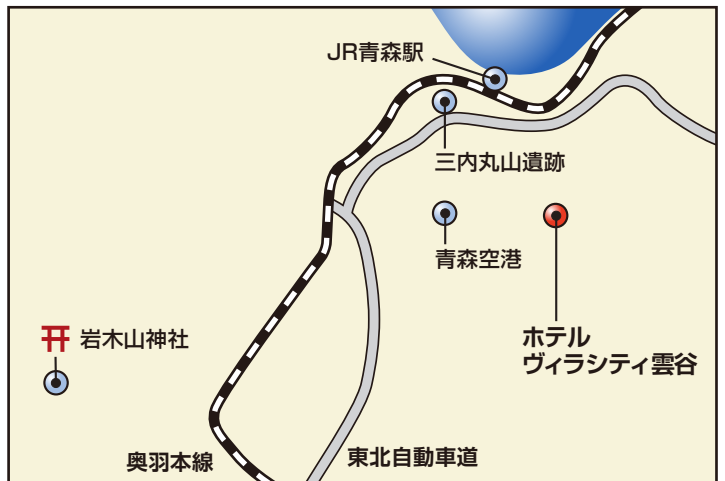 JR青森駅
三内丸山遺跡
青森空港
岩木山神社
ホテル
ヴィラシティ雲谷
奥羽本線
東北自動車道